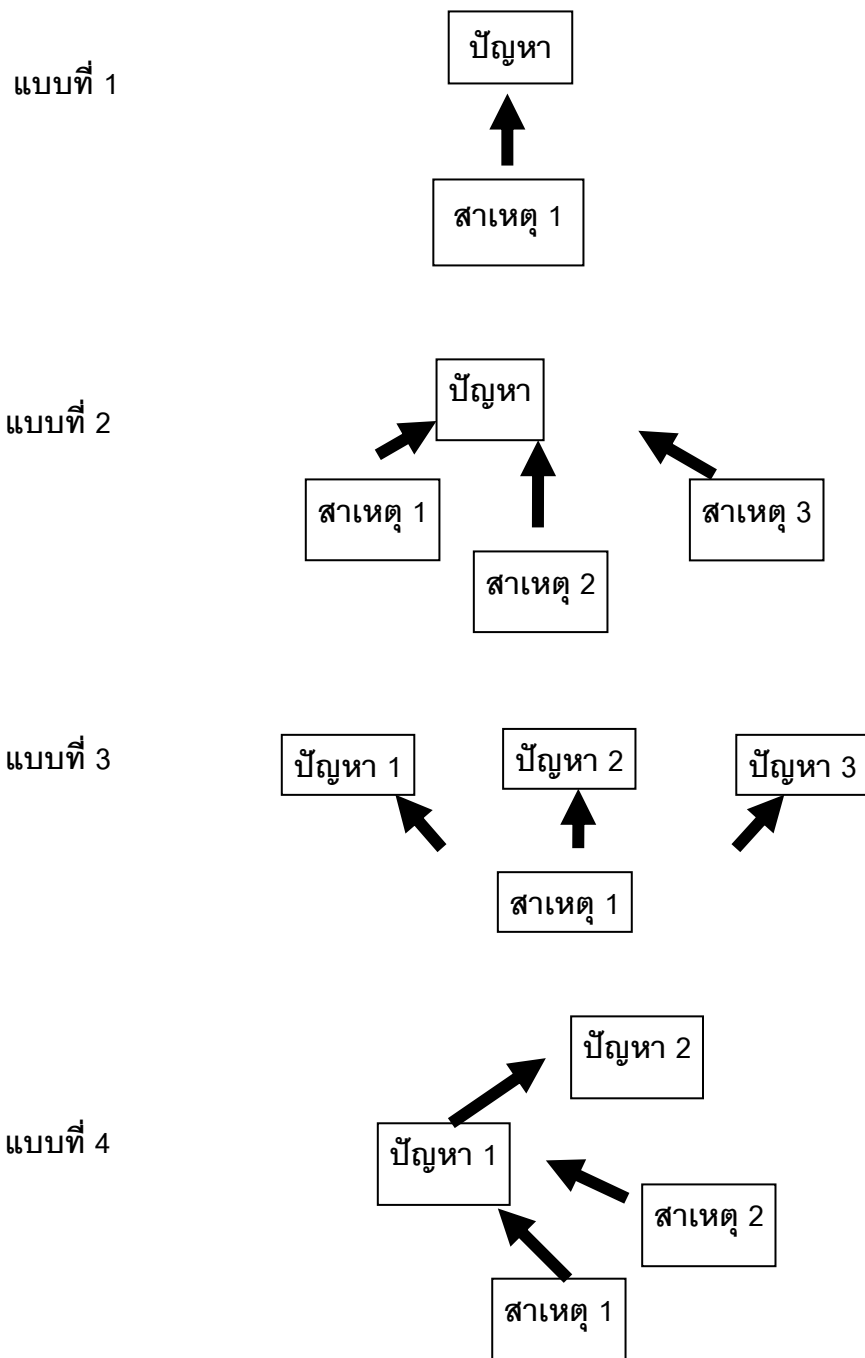 ปัญหา
แบบที่ 1
สาเหตุ 1
ปัญหา
แบบที่ 2
สาเหตุ 1
สาเหตุ 3
สาเหตุ 2
แบบที่ 3
ปัญหา 1
ปัญหา 2
ปัญหา 3
สาเหตุ 1
ปัญหา 2
แบบที่ 4
ปัญหา 1
สาเหตุ 2
สาเหตุ 1